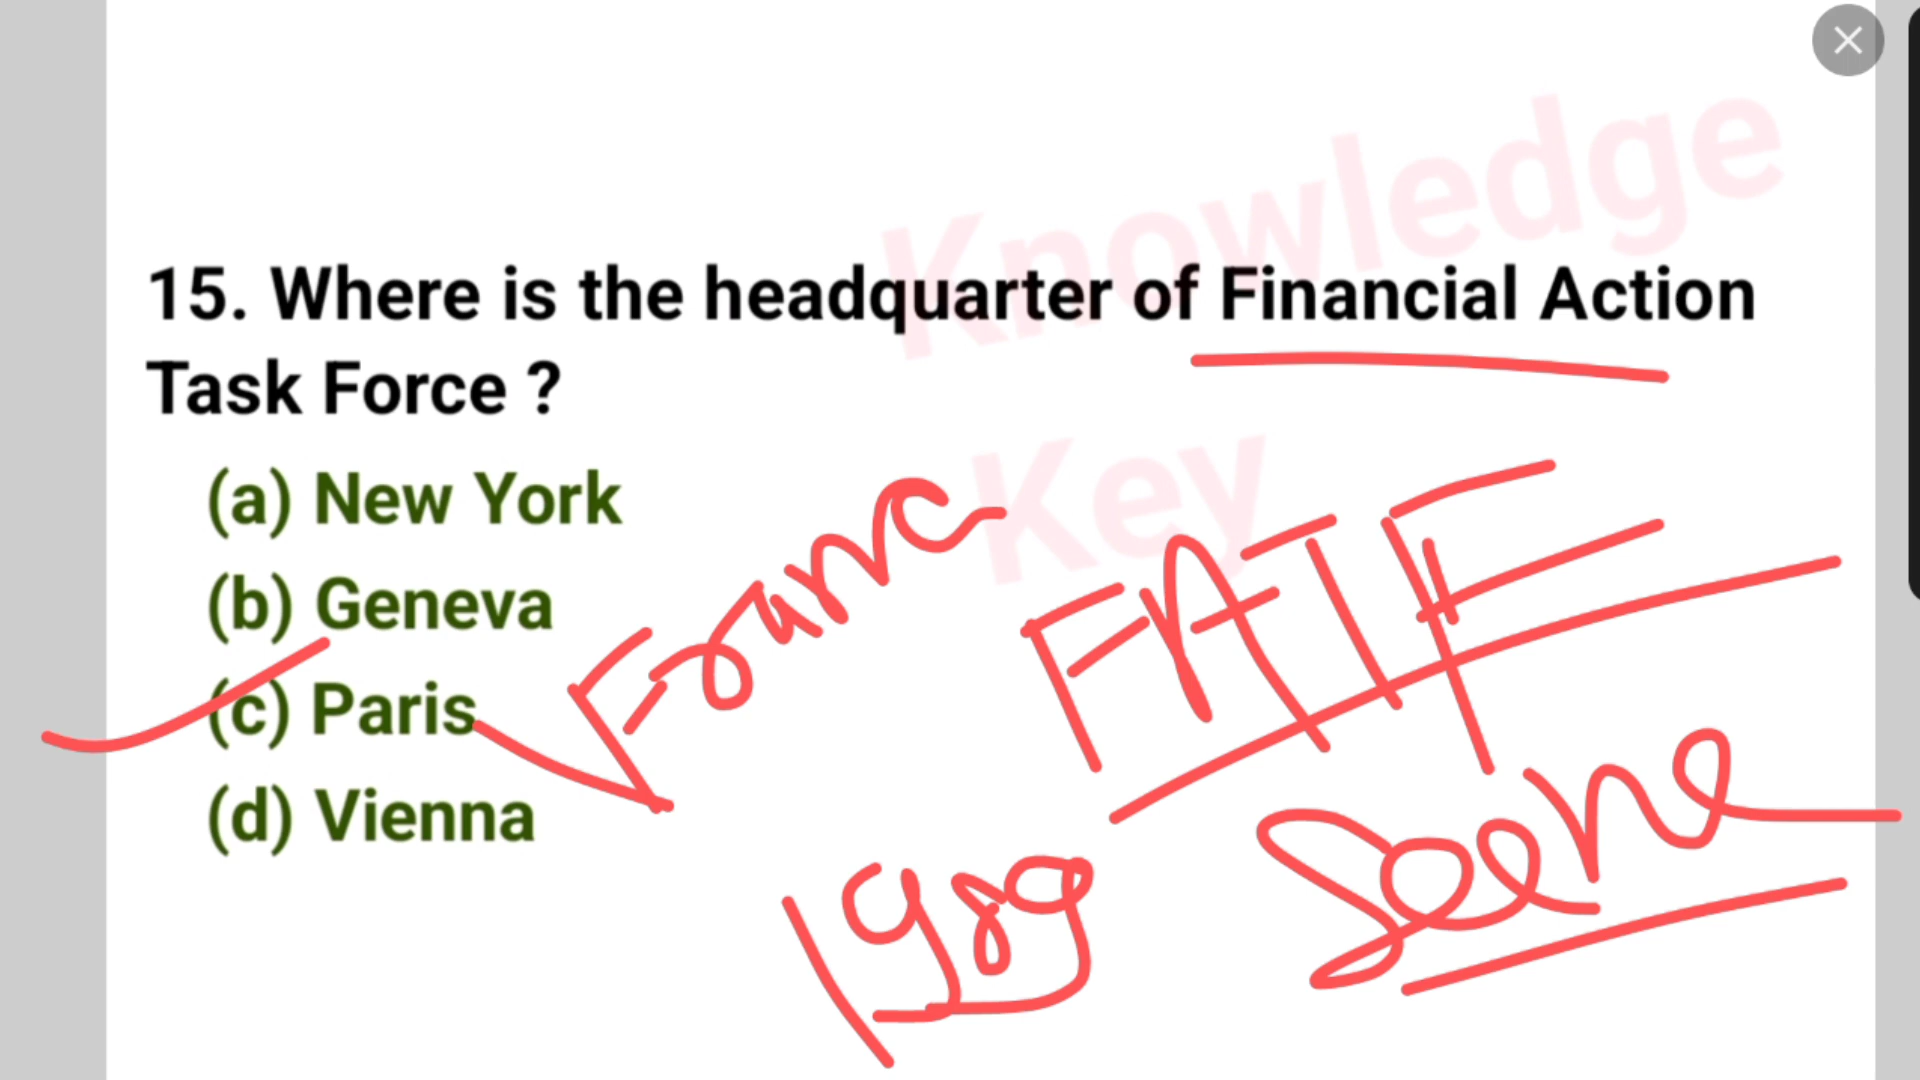 Knowledge
Key
15. Where is the headquarter of Financial Action
Task Force ?
(a) New York
(b) Geneva
(c) Paris
(d) Vienna
Franc
FATF
1989